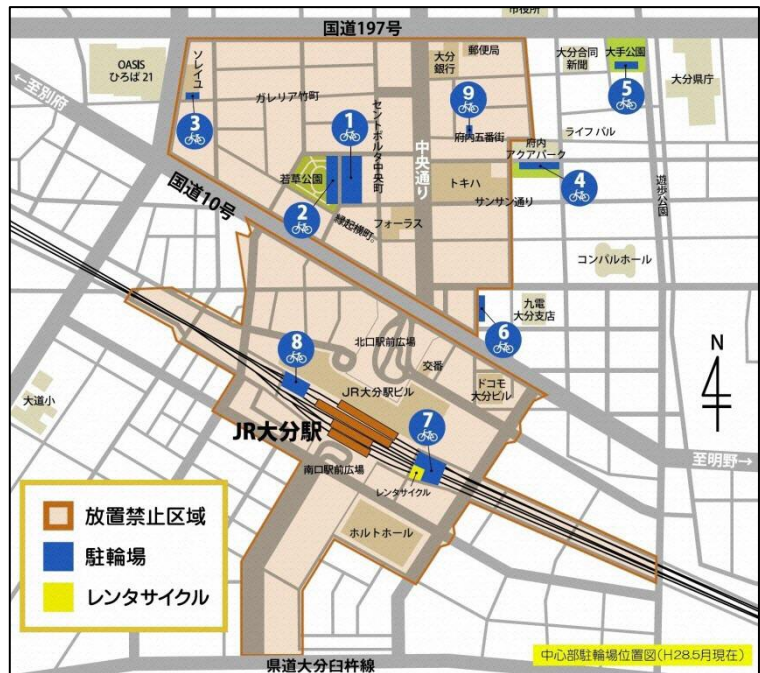 市役所
国道197号
OASIS
ひろば21
ソレイユ
3
ガレリア竹町
1
セントポルタ中央町
大分
銀行
郵便局
9
府内五番街
大分合同
新聞
大手公園
5
大分県庁
←至別府
国道10号
若草公園
2
縁起横町
フォーラス
中央通り
トキハ
サンサン通り
ライフパル
府内
アクアパーク
4
遊歩公園
コンパルホール
九電
大分支店
6
北口駅前広場
交番
ドコモ
大分ビル
8
JR大分駅ビル
JR大分駅
7
南口駅前広場
レンタサイクル
ホルトホール
大道小
N
至明野→
放置禁止区域
駐輪場
レンタサイクル
県道大分臼杵線
中心部駐輪場位置図(H28.5月現在)